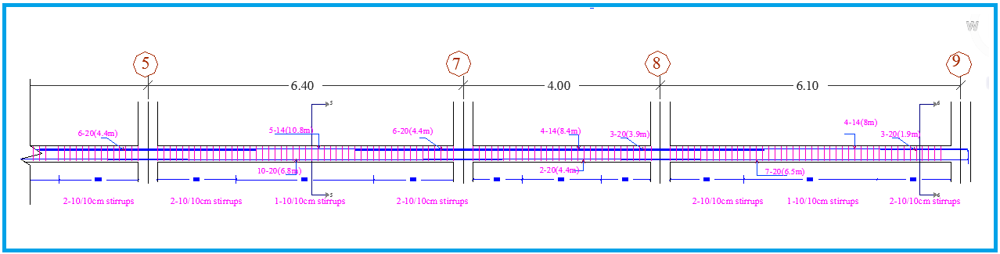 W
5
7
8
9
6.40
4.00
6.10
5
6
6-20(4.4m)
5-14(10.8m)
6-20(4.4m)
4-14(8.4m)
3-20(3.9m)
4-14(8m)
3-20(1.9m)
10-20(6.8m)
2-20(4.4m)
7-20(6.5m)
5
6
2-10/10cm stirrups
2-10/10cm stirrups
1-10/10cm stirrups
2-10/10cm stirrups
2-10/10cm stirrups
1-10/10cm stirrups
2-10/10cm stirrups